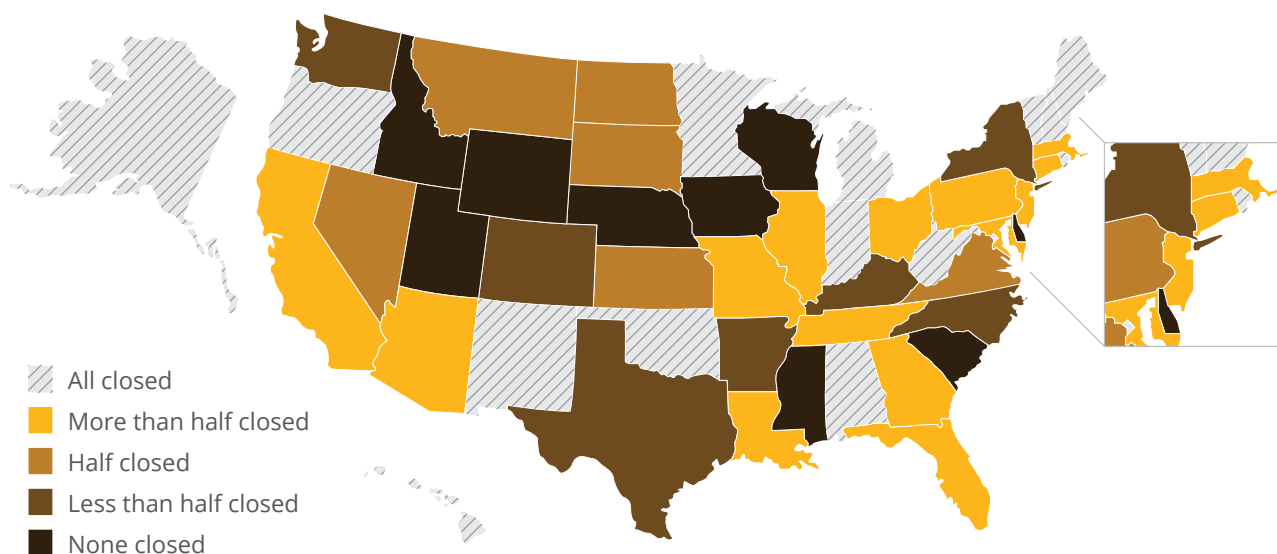 All closed
More than half closed
Half closed
Less than half closed
None closed